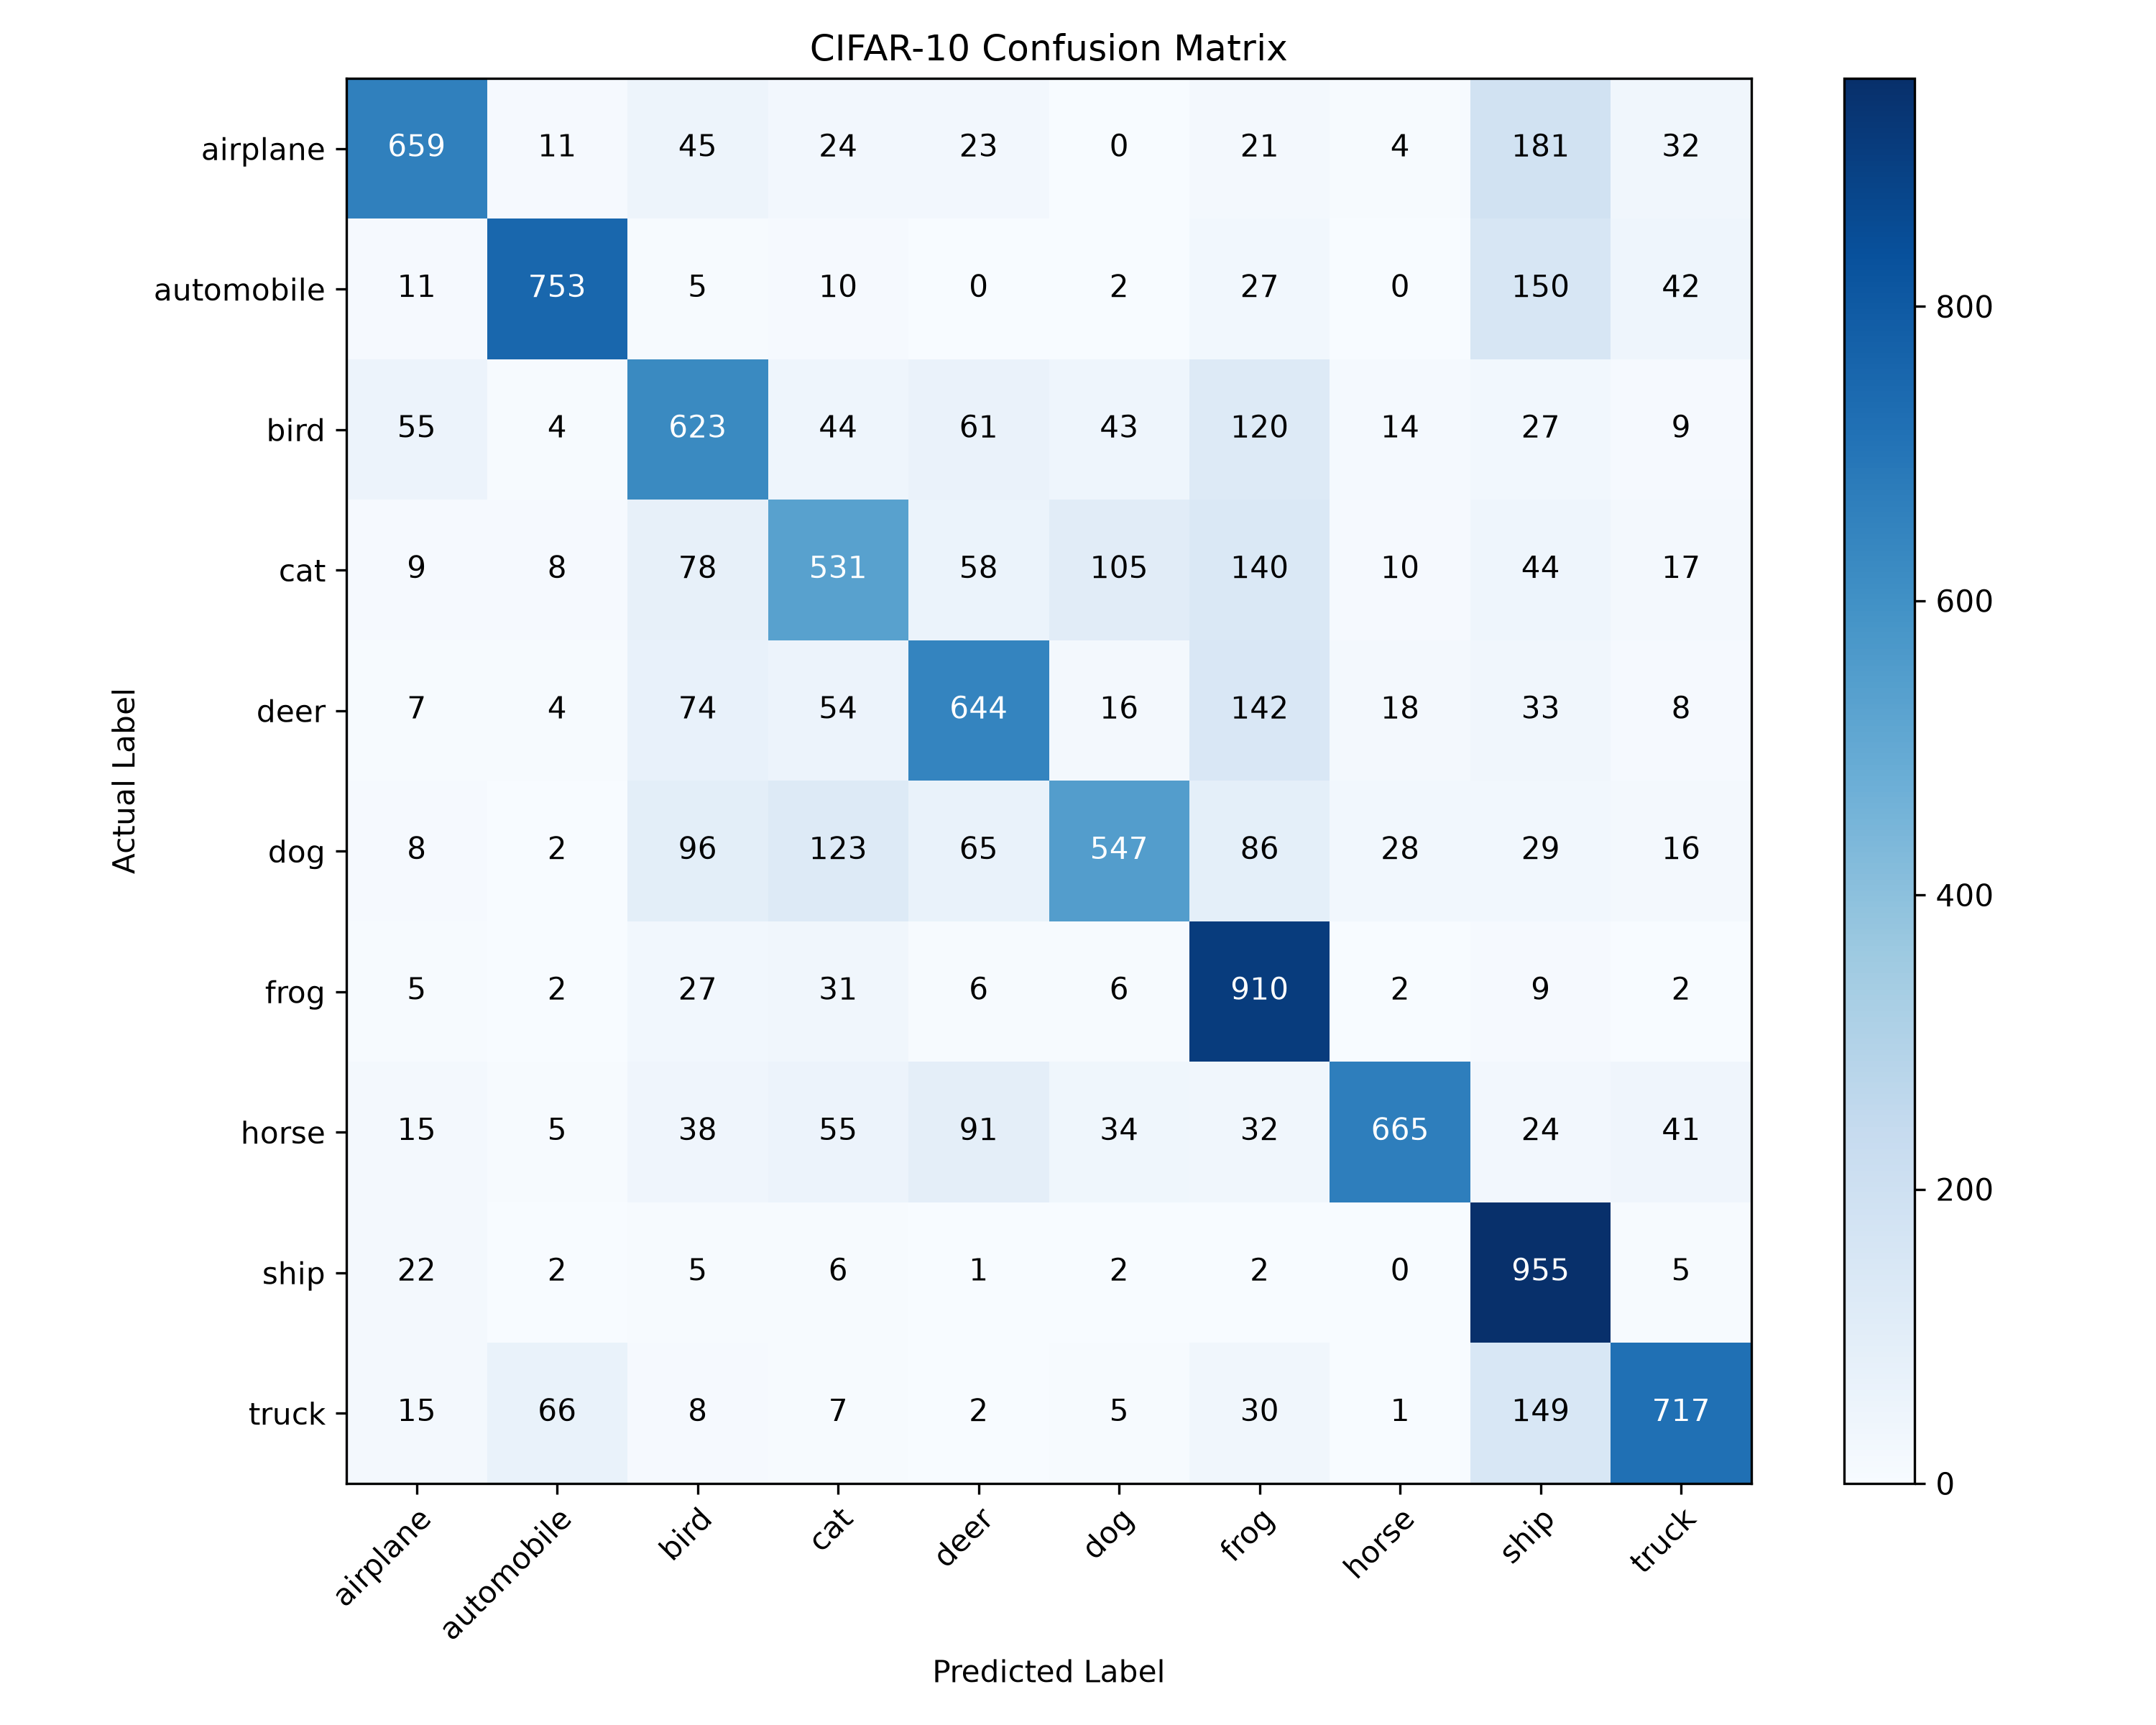 CIFAR-10 Confusion Matrix
airplane 659 11 45 24 23 0 21 4 181 32
automobile 11 753 5 10 0 2 27 0 150 42
bird 55 4 623 44 61 43 120 14 27 9
cat 9 8 78 531 58 105 140 10 44 17
deer 7 4 74 54 644 16 142 18 33 8
dog 8 2 96 123 65 547 86 28 29 16
frog 5 2 27 31 6 6 910 2 9 2
horse 15 5 38 55 91 34 32 665 24 41
ship 22 2 5 6 1 2 2 0 955 5
truck 15 66 8 7 2 5 30 1 149 717
airplane automobile bird cat deer dog frog horse ship truck
Predicted Label
Actual Label
800
600
400
200
0